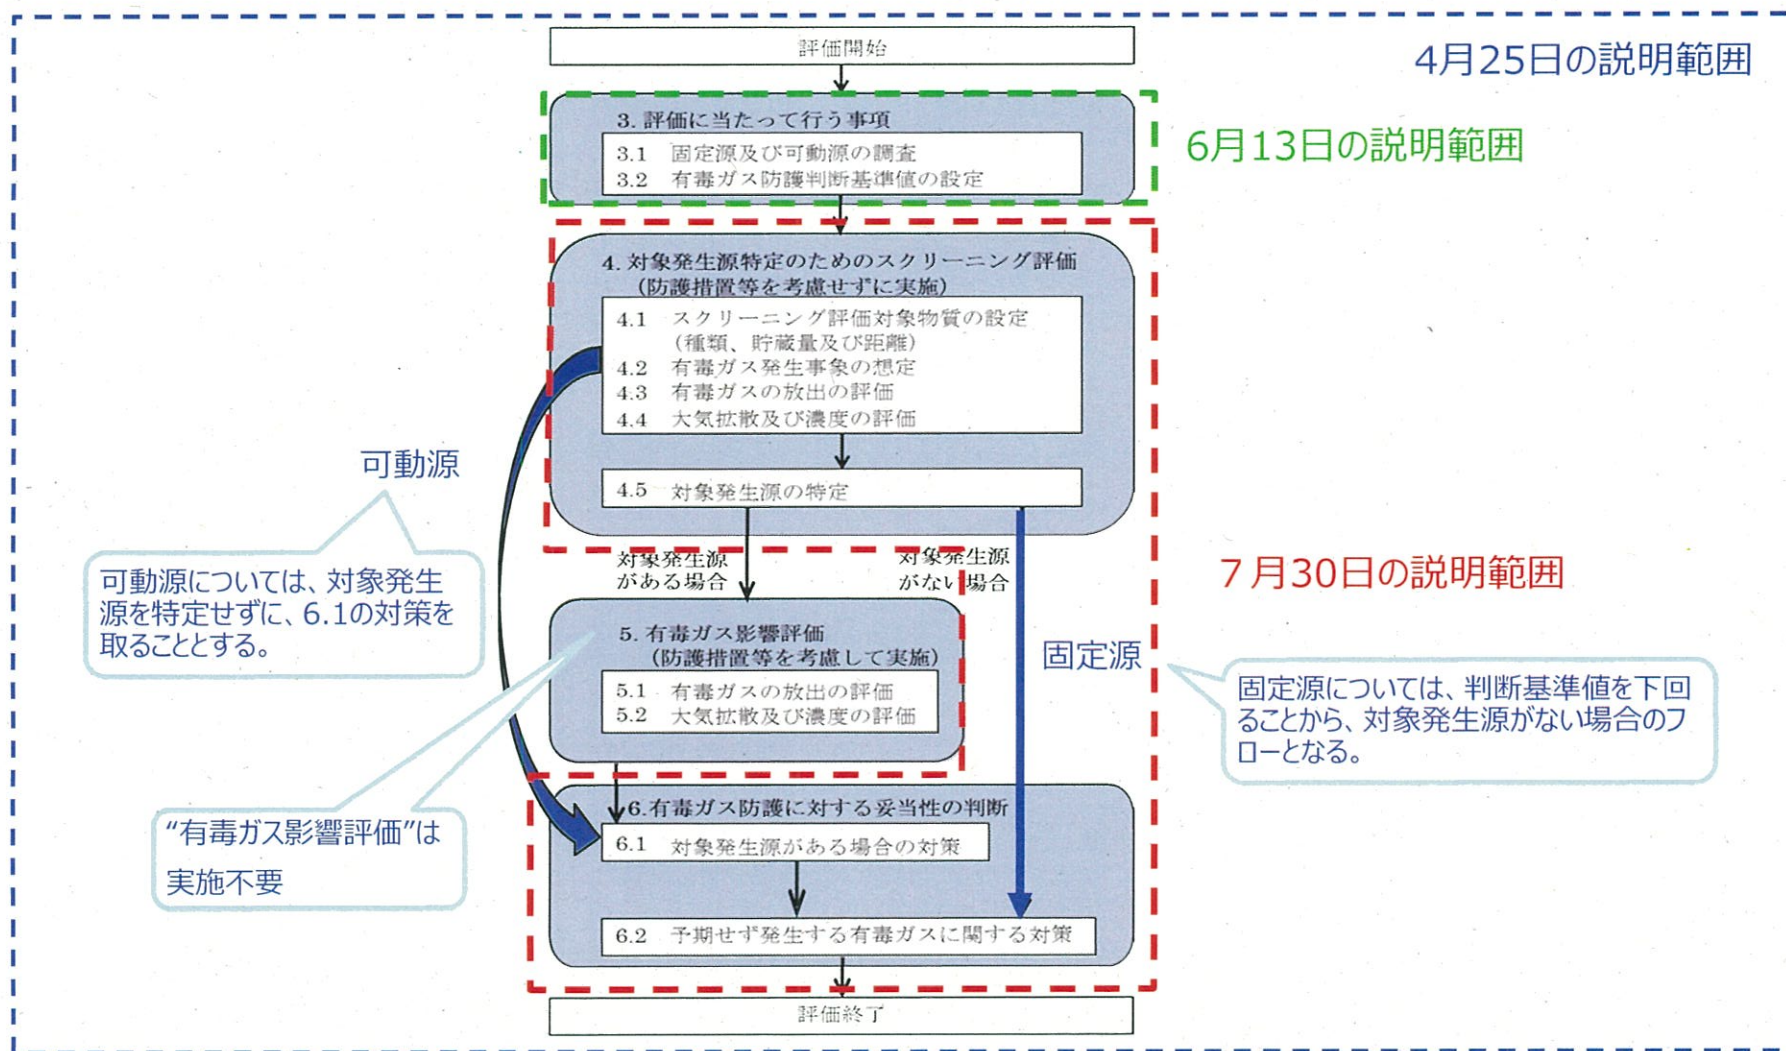 評価開始
4月25日の説明範囲
3. 評価に当たって行う事項
3.1 固定源及び可動源の調査
3.2 有毒ガス防護判断基準値の設定
6月13日の説明範囲
4. 対象発生源特定のためのスクリーニング評価
(防護措置等を考慮せずに実施)
4.1 スクリーニング評価対象物質の設定
(種類、貯蔵量及び距離)
4.2 有毒ガス発生事象の想定
4.3 有毒ガスの放出の評価
4.4 大気拡散及び濃度の評価
4.5 対象発生源の特定
可動源
可動源については、対象発生
源を特定せずに、6.1の対策を
取ることとする。
対象発生源
がある場合
対象発生源
がない場合
7月30日の説明範囲
5. 有毒ガス影響評価
(防護措置等を考慮して実施)
5.1 有毒ガスの放出の評価
5.2 大気拡散及び濃度の評価
固定源
固定源については、判断基準値を下回
ることから、対象発生源がない場合のフ
ローとなる。
“有毒ガス影響評価”は
実施不要
6.有毒ガス防護に対する妥当性の判断
6.1 対象発生源がある場合の対策
6.2 予期せず発生する有毒ガスに関する対策
評価終了